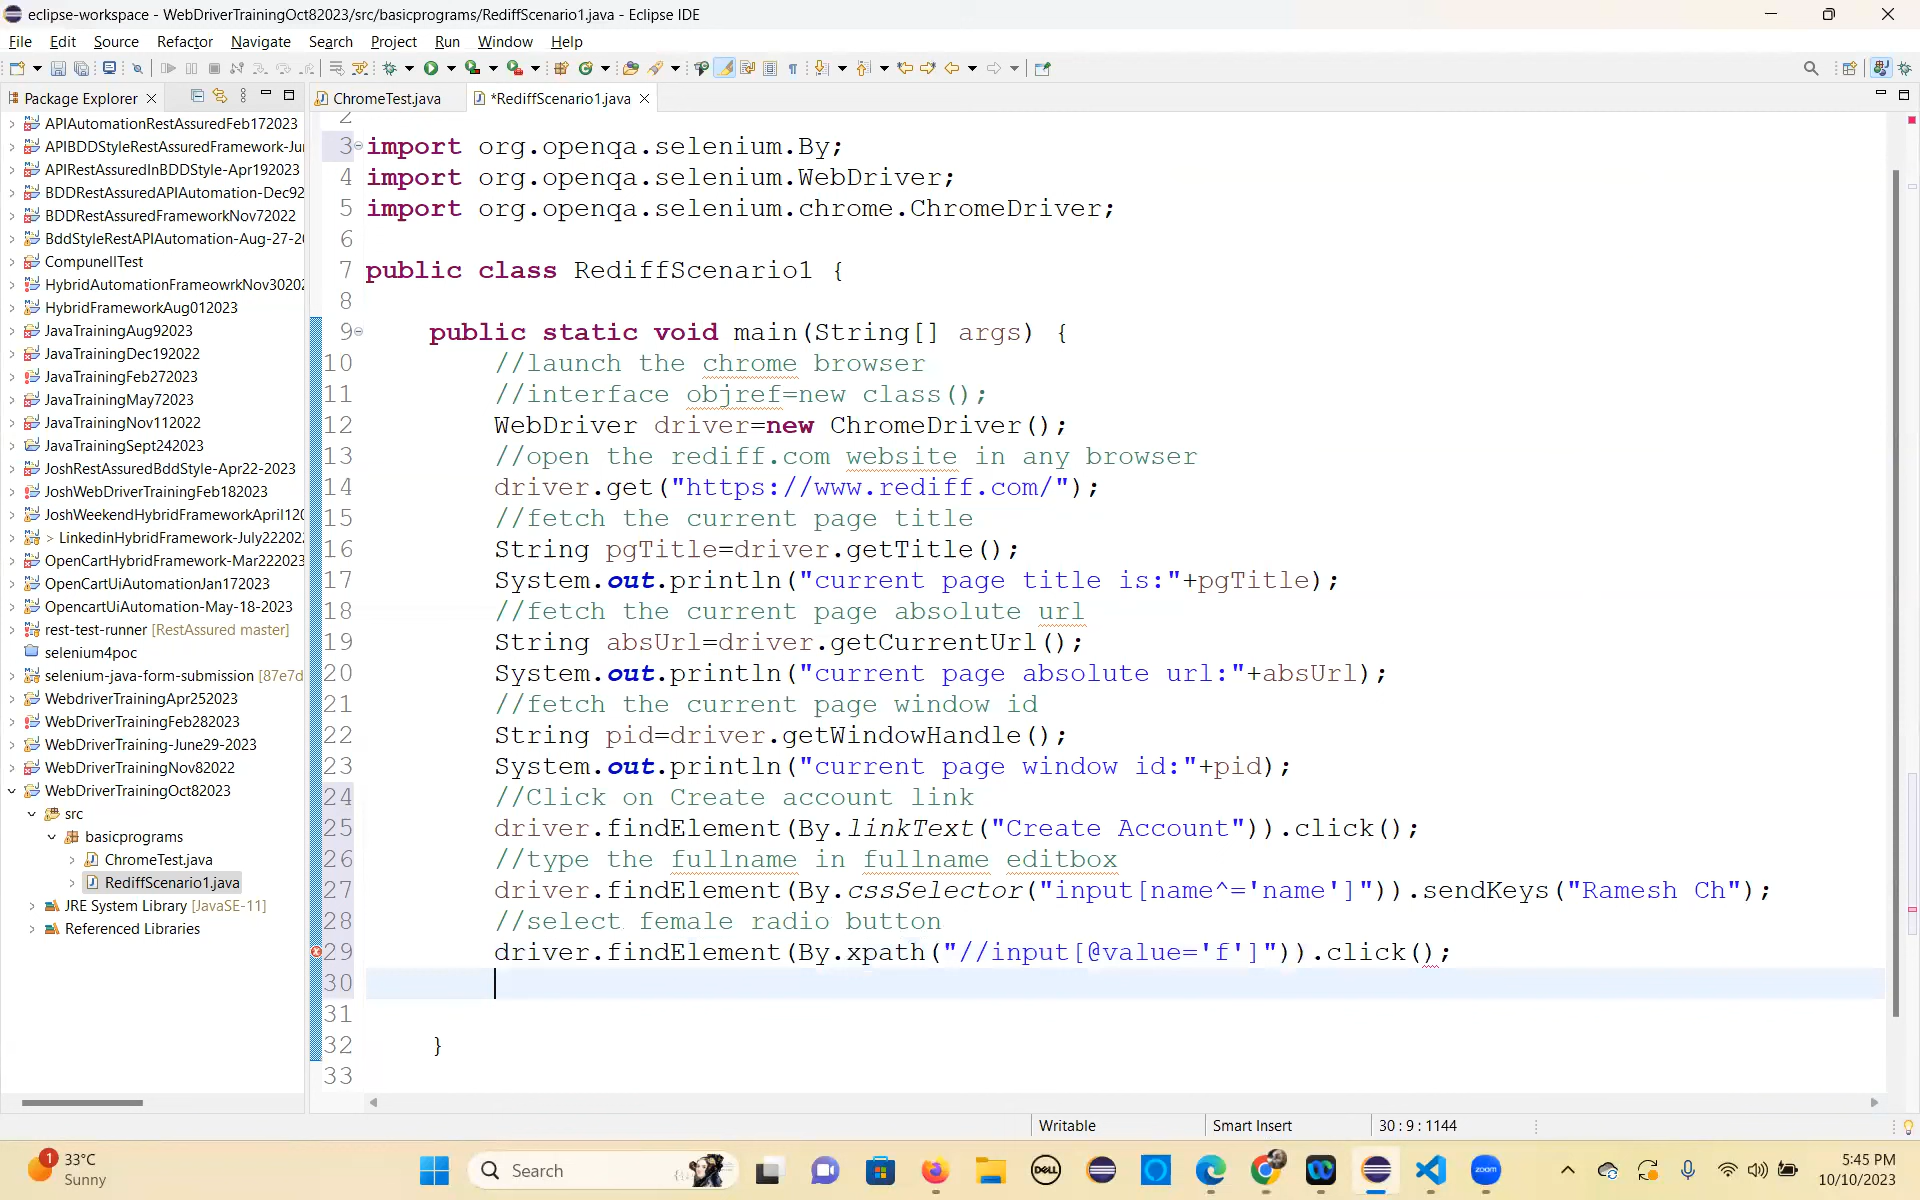 eclipse-workspace - WebDriverTrainingOct82023/src/basicprograms/RediffScenario1.java - Eclipse IDE
File Edit Source Refactor Navigate Search Project Run Window Help
Package Explorer
ChromeTest.java
*RediffScenario1.java
APIAutomationRestAssuredFeb172023
APIBDDStyleRestAssuredFramework-Jun
APIRestAssuredInBDDStyle-Apr192023
BDDRestAssuredAPIAutomation-Dec92
BDDRestAssuredFrameworkNov72022
BddStyleRestAPIAutomation-Aug-27-20
CompunellTest
HybridAutomationFrameowrkNov30202
HybridFrameworkAug012023
JavaTrainingAug92023
JavaTrainingDec192022
JavaTrainingFeb272023
JavaTrainingMay72023
JavaTrainingNov112022
JavaTrainingSept242023
JoshRestAssuredBddStyle-Apr22-2023
JoshWebDriverTrainingFeb182023
JoshWeekendHybridFrameworkApril120
> LinkedinHybridFramework-July22202
OpenCartHybridFramework-Mar222023
OpenCartUiAutomationJan172023
OpencartUiAutomation-May-18-2023
rest-test-runner [RestAssured master]
selenium4poc
selenium-java-form-submission [87e7d
WebdriverTrainingApr252023
WebDriverTrainingFeb282023
WebDriverTraining-June29-2023
WebDriverTrainingNov82022
WebDriverTrainingOct82023
src
basicprograms
ChromeTest.java
RediffScenario1.java
JRE System Library [JavaSE-11]
Referenced Libraries
2
3 import org.openqa.selenium.By;
4 import org.openqa.selenium.WebDriver;
5 import org.openqa.selenium.chrome.ChromeDriver;
6
7 public class RediffScenario1 {
8
9 public static void main(String[] args) {
10 //launch the chrome browser
11 //interface objref=new class();
12 WebDriver driver=new ChromeDriver();
13 //open the rediff.com website in any browser
14 driver.get("https://www.rediff.com/");
15 //fetch the current page title
16 String pgTitle=driver.getTitle();
17 System.out.println("current page title is:"+pgTitle);
18 //fetch the current page absolute url
19 String absUrl=driver.getCurrentUrl();
20 System.out.println("current page absolute url:"+absUrl);
21 //fetch the current page window id
22 String pid=driver.getWindowHandle();
23 System.out.println("current page window id:"+pid);
24 //Click on Create account link
25 driver.findElement(By.linkText("Create Account")).click();
26 //type the fullname in fullname editbox
27 driver.findElement(By.cssSelector("input[name^='name']")).sendKeys("Ramesh Ch");
28 //select female radio button
29 driver.findElement(By.xpath("//input[@value='f']")).click();
30
31
32 }
33
Writable
Smart Insert
30 : 9 : 1144
1
33°C
Sunny
Search
DELL
zoom
5:45 PM
10/10/2023